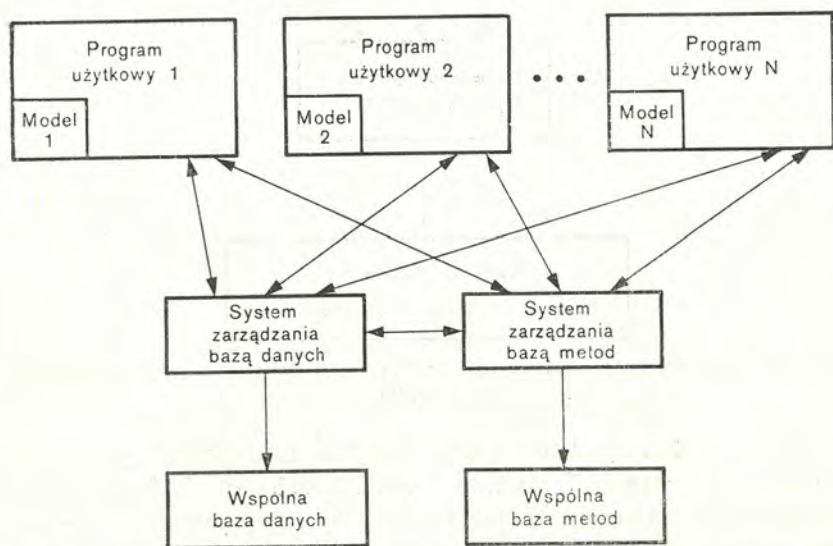 Program
użytkowy 1
Model
1
Program
użytkowy 2
Model
2
• • •
Program
użytkowy N
Model
N
System
zarządzania
bazą danych
System
zarządzania
bazą metod
Wspólna
baza danych
Wspólna
baza metod